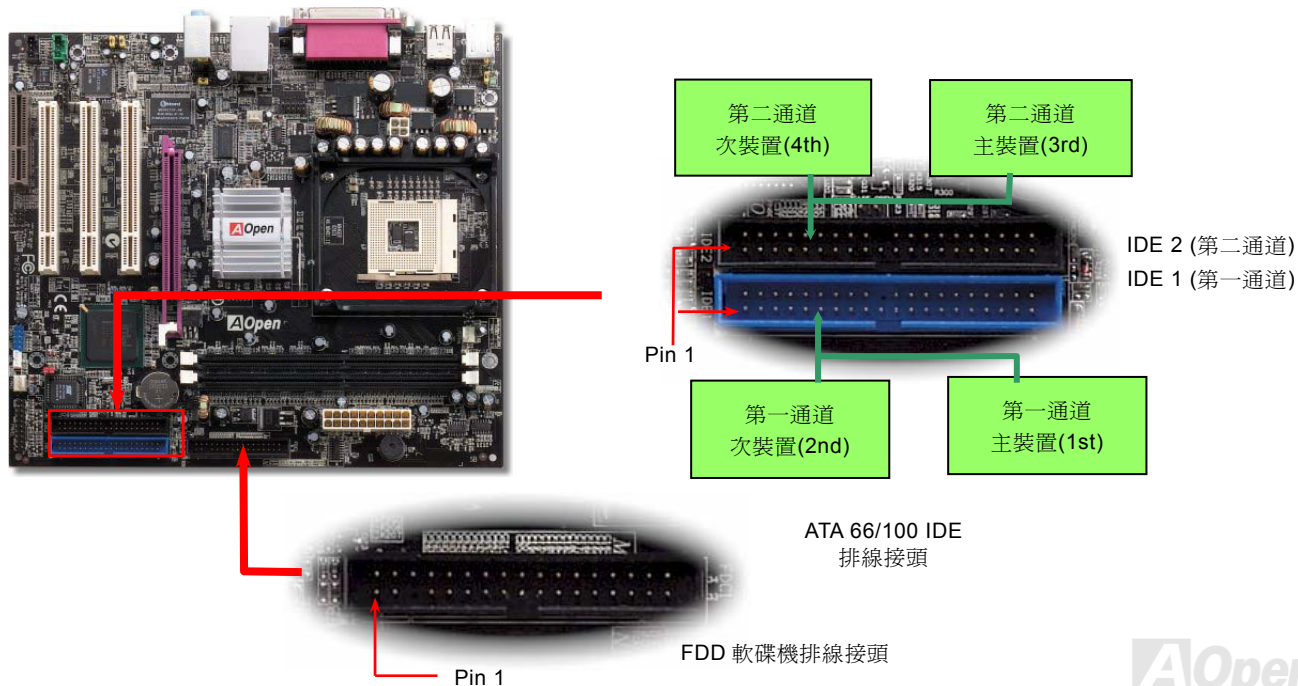 AOpen
AOpen
第二通道
次裝置(4th)
第二通道
主裝置(3rd)
IDE2
IDE 2 (第二通道)
IDE 1 (第一通道)
Pin 1
第一通道
次裝置(2nd)
第一通道
主裝置(1st)
ATA 66/100 IDE
排線接頭
FDD 軟碟機排線接頭
Pin 1
AOpen